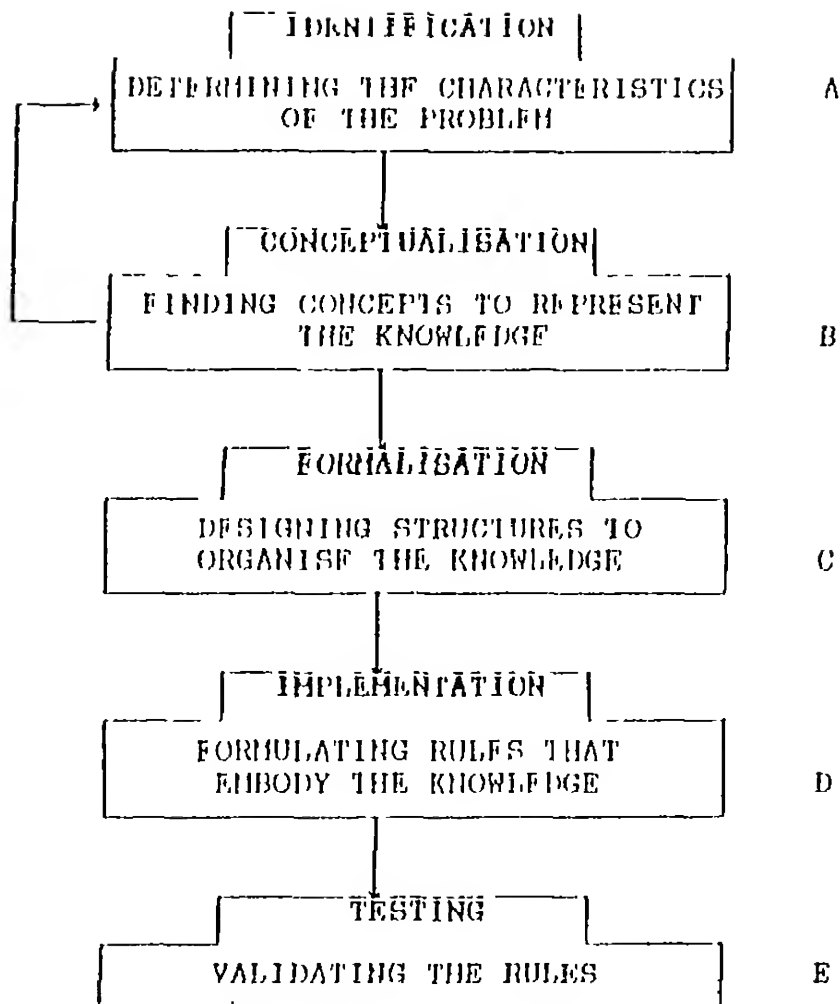 IDENTIFICATION
DETERMINING THE CHARACTERISTICS A
OF THE PROBLEM
CONCEPTUALISATION
FINDING CONCEPTS TO REPRESENT
THE KNOWLEDGE B
FORMALISATION
DESIGNING STRUCTURES TO
ORGANISE THE KNOWLEDGE C
IMPLEMENTATION
FORMULATING RULES THAT
EMBODY THE KNOWLEDGE D
TESTING
VALIDATING THE RULES E